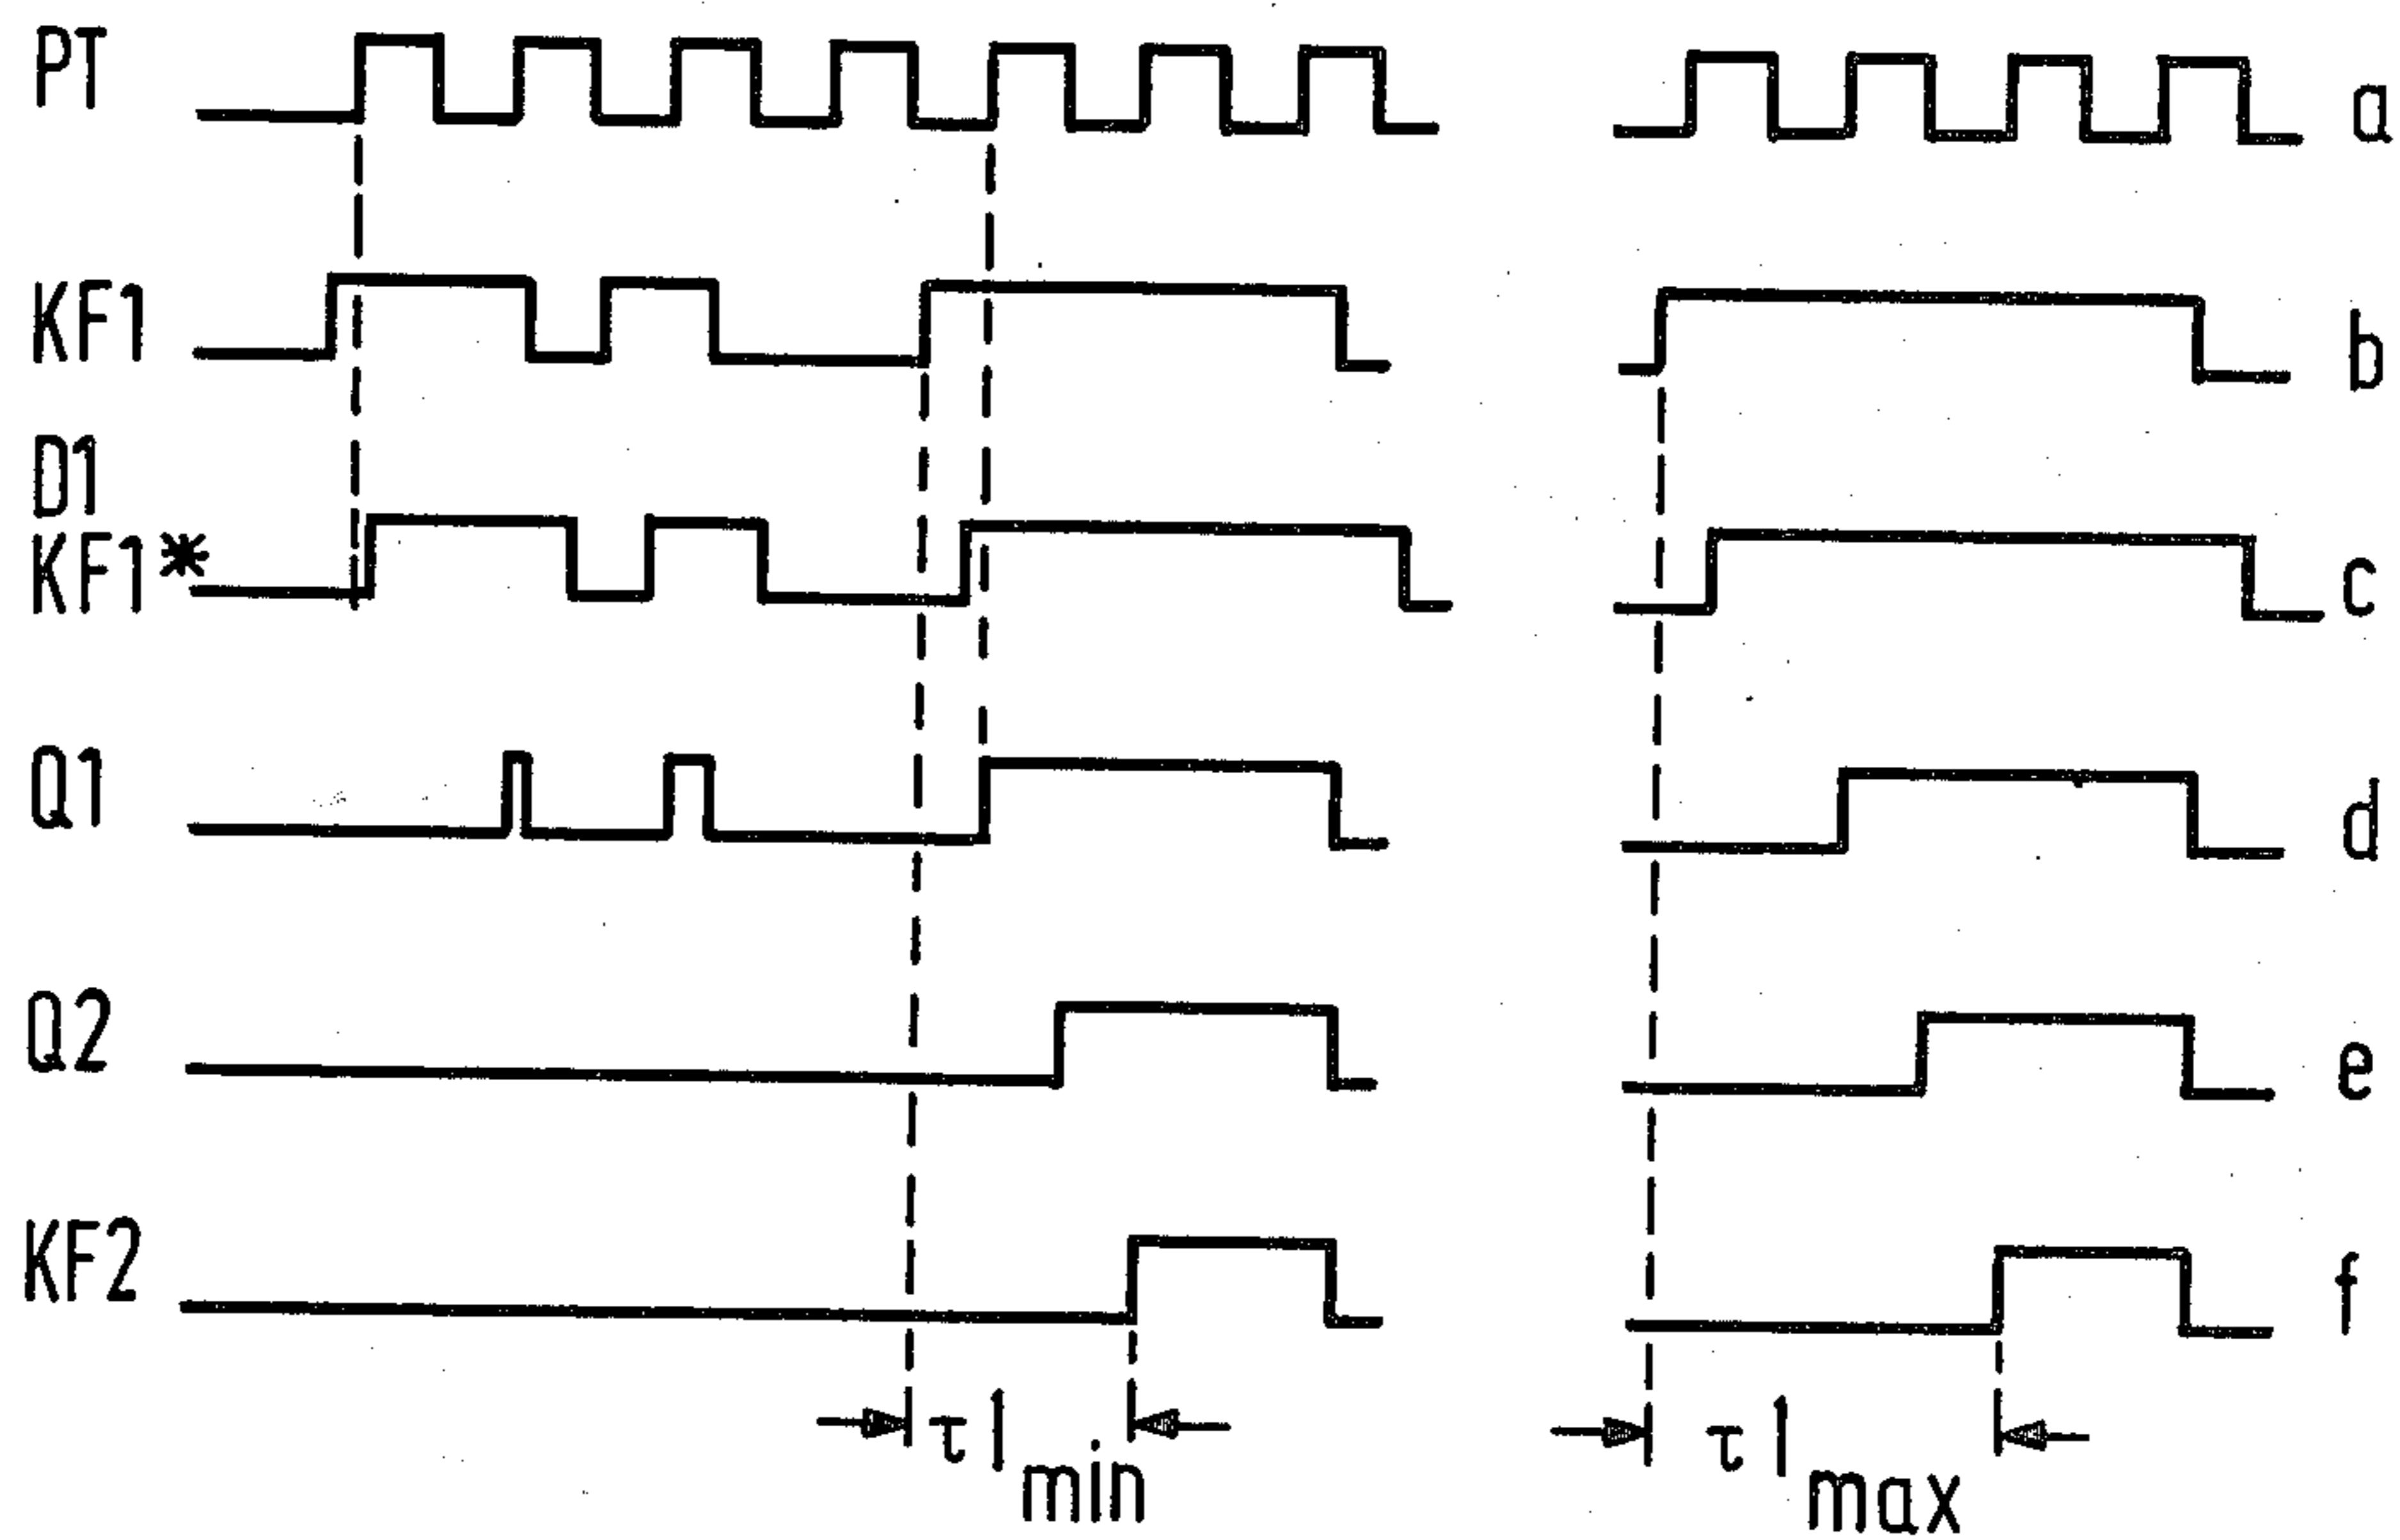 PT a
KF1 b
D1
KF1* c
Q1 d
Q2 e
KF2 f
τ1min τ1max